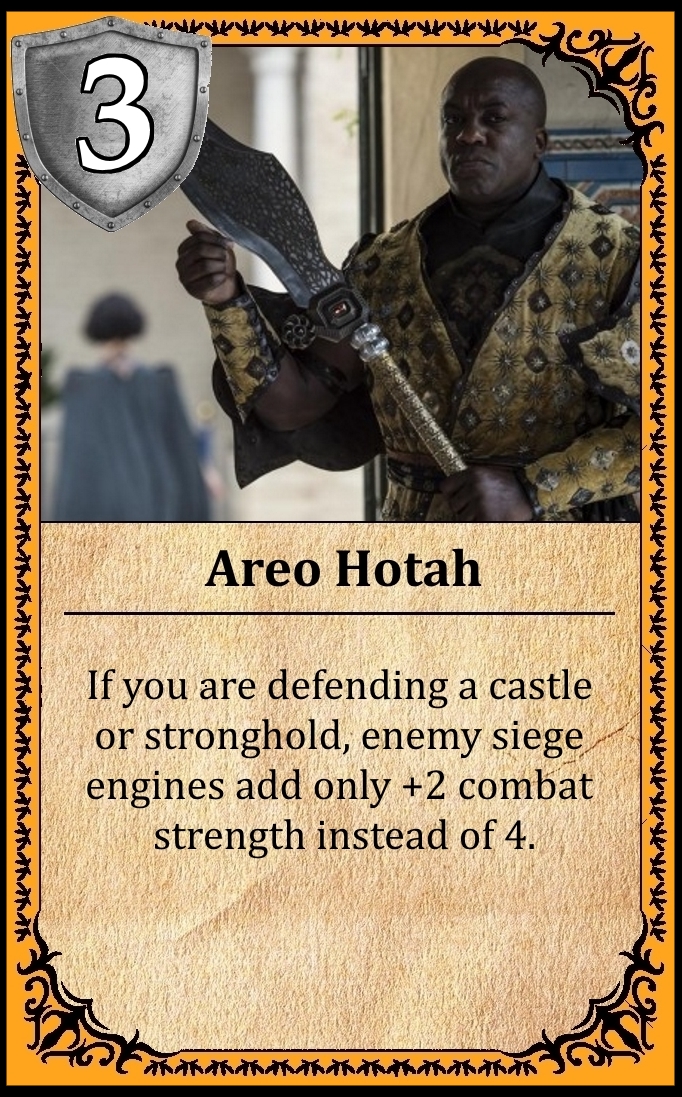 3
Areo Hotah
If you are defending a castle
or stronghold, enemy siege
engines add only +2 combat
strength instead of 4.